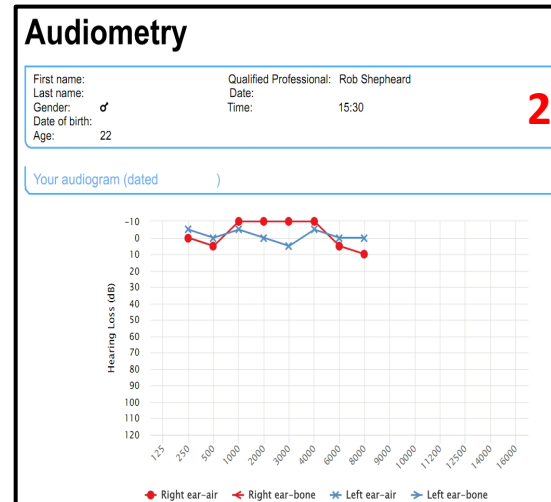 Audiometry
First name: Qualified Professional: Rob Shepheard
Last name: Date:
Gender: ♂ Time: 15:30
Date of birth:
Age: 22
2
Your audiogram (dated )
Hearing Loss (dB)
-10
0
10
20
30
40
50
60
70
80
90
100
110
120
125 250 500 1000 2000 3000 4000 6000 8000 9000 10000 11200 12500 14000 16000
Right ear-air Right ear-bone Left ear-air Left ear-bone